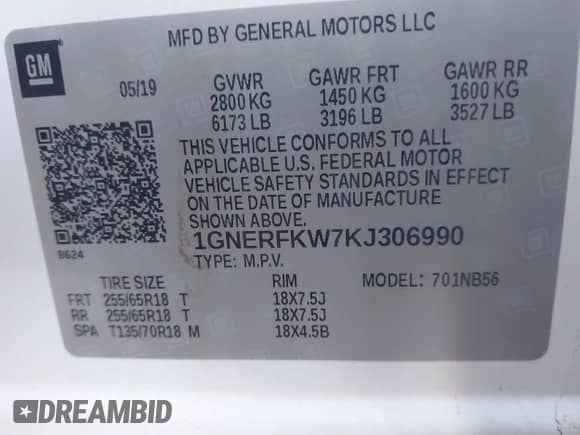 MFD BY GENERAL MOTORS LLC
GM
05/19 GVWR GAWR FRT GAWR RR
2800 KG 1450 KG 1600 KG
6173 LB 3196 LB 3527 LB
THIS VEHICLE CONFORMS TO ALL
APPLICABLE U.S. FEDERAL MOTOR
VEHICLE SAFETY STANDARDS IN EFFECT
ON THE DATE OF MANUFACTURE
SHOWN ABOVE.
1GNERFKW7KJ306990
8624
TYPE: M.P.V.
TIRE SIZE RIM MODEL: 701NB56
FRT 255/65R18 T 18X7.5J
RR 255/65R18 T 18X7.5J
SPA T135/70R18 M 18X4.5B
DREAMBID